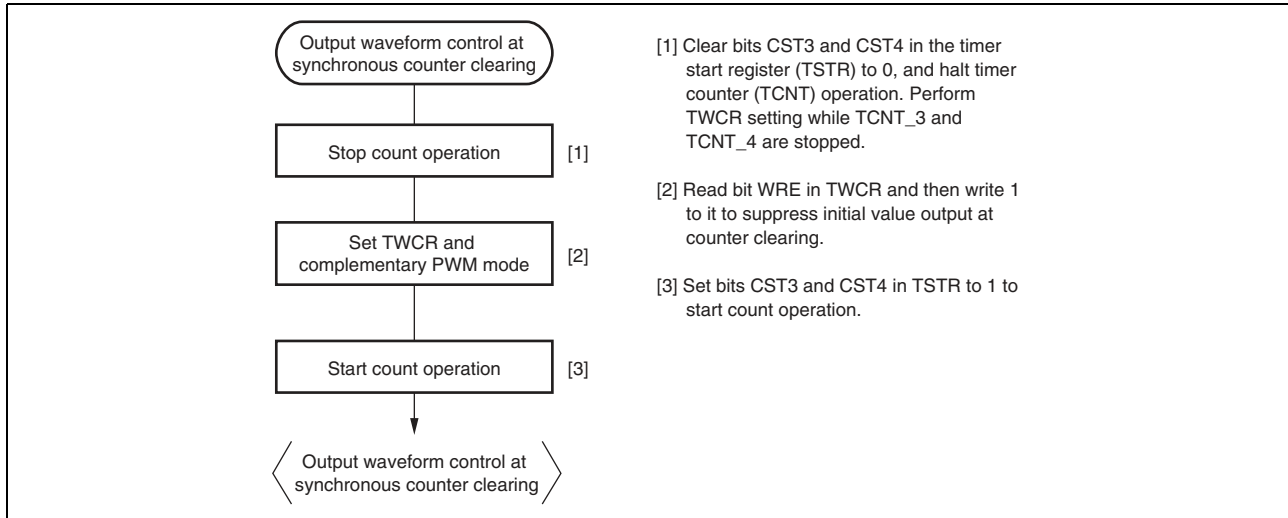 Output waveform control at
synchronous counter clearing
Stop count operation
[1]
Set TWCR and
complementary PWM mode
[2]
Start count operation
[3]
Output waveform control at
synchronous counter clearing
[1] Clear bits CST3 and CST4 in the timer
start register (TSTR) to 0, and halt timer
counter (TCNT) operation. Perform
TWCR setting while TCNT_3 and
TCNT_4 are stopped.
[2] Read bit WRE in TWCR and then write 1
to it to suppress initial value output at
counter clearing.
[3] Set bits CST3 and CST4 in TSTR to 1 to
start count operation.